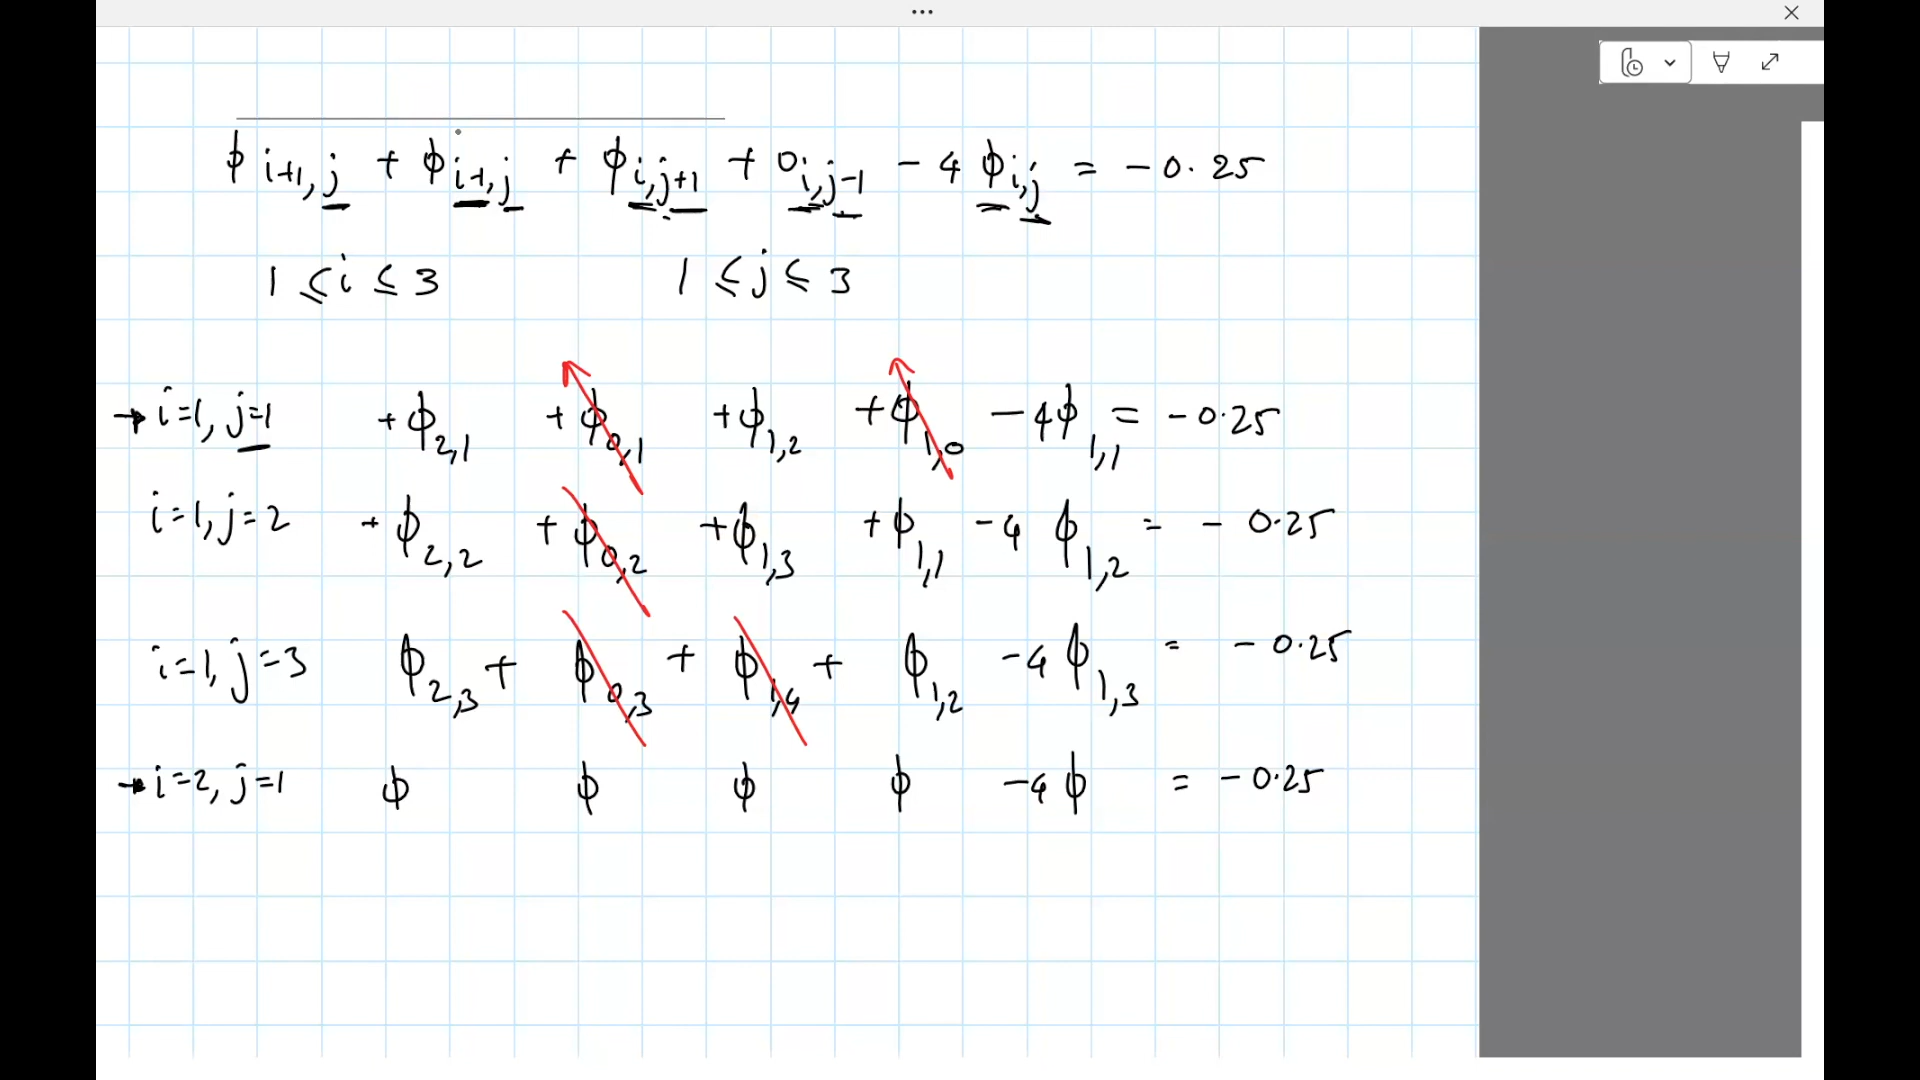 ϕ i+1, j + ϕ i-1, j + ϕ i, j+1 + 0 i, j-1 - 4 ϕ i, j = - 0.25
1 ≤ i ≤ 3 1 ≤ j ≤ 3
→ i=1, j=1 + ϕ 2,1 + ϕ 0,1 + ϕ 1,2 + ϕ 1,0 - 4ϕ 1,1 = - 0.25
i=1, j=2 + ϕ 2,2 + ϕ 0,2 + ϕ 1,3 + ϕ 1,1 - 4 ϕ 1,2 = - 0.25
i=1, j=3 ϕ 2,3 + ϕ 0,3 + ϕ 1,4 + ϕ 1,2 - 4 ϕ 1,3 = - 0.25
→ i=2, j=1 ϕ ϕ ϕ ϕ - 4 ϕ = - 0.25